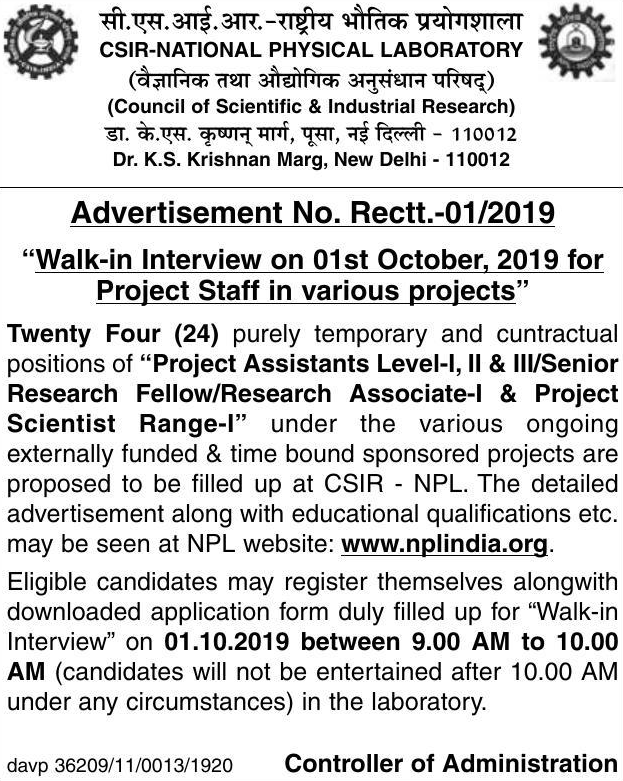 सी.एस.आई.आर.-राष्ट्रीय भौतिक प्रयोगशाला
CSIR-NATIONAL PHYSICAL LABORATORY
(वैज्ञानिक तथा औद्योगिक अनुसंधान परिषद्)
(Council of Scientific & Industrial Research)
डा. के.एस. कृष्णन् मार्ग, पूसा, नई दिल्ली - 110012
Dr. K.S. Krishnan Marg, New Delhi - 110012
Advertisement No. Rectt.-01/2019
“Walk-in Interview on 01st October, 2019 for
Project Staff in various projects”
Twenty Four (24) purely temporary and cuntractual
positions of “Project Assistants Level-I, II & III/Senior
Research Fellow/Research Associate-I & Project
Scientist Range-I” under the various ongoing
externally funded & time bound sponsored projects are
proposed to be filled up at CSIR - NPL. The detailed
advertisement along with educational qualifications etc.
may be seen at NPL website: www.nplindia.org.
Eligible candidates may register themselves alongwith
downloaded application form duly filled up for “Walk-in
Interview” on 01.10.2019 between 9.00 AM to 10.00
AM (candidates will not be entertained after 10.00 AM
under any circumstances) in the laboratory.
davp 36209/11/0013/1920 Controller of Administration